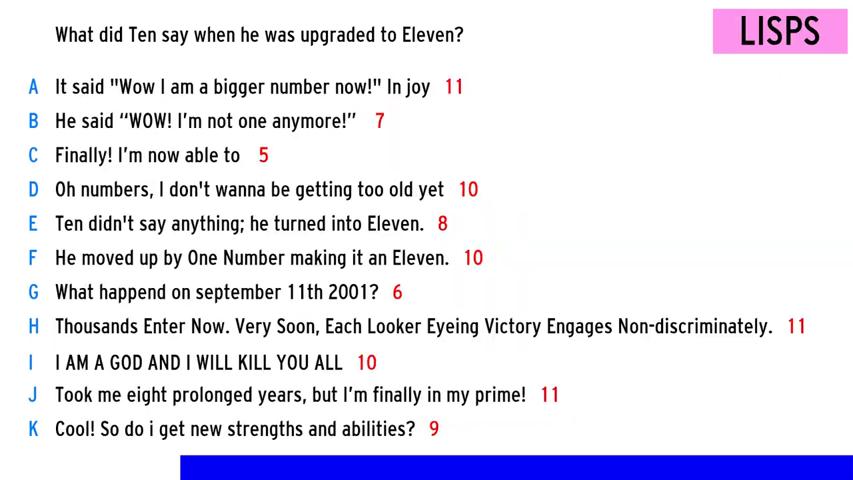 LISPS
What did Ten say when he was upgraded to Eleven?
A It said "Wow I am a bigger number now!" In joy 11
B He said “WOW! I’m not one anymore!” 7
C Finally! I’m now able to 5
D Oh numbers, I don't wanna be getting too old yet 10
E Ten didn't say anything; he turned into Eleven. 8
F He moved up by One Number making it an Eleven. 10
G What happend on september 11th 2001? 6
H Thousands Enter Now. Very Soon, Each Looker Eyeing Victory Engages Non-discriminately. 11
I I AM A GOD AND I WILL KILL YOU ALL 10
J Took me eight prolonged years, but I’m finally in my prime! 11
K Cool! So do i get new strengths and abilities? 9